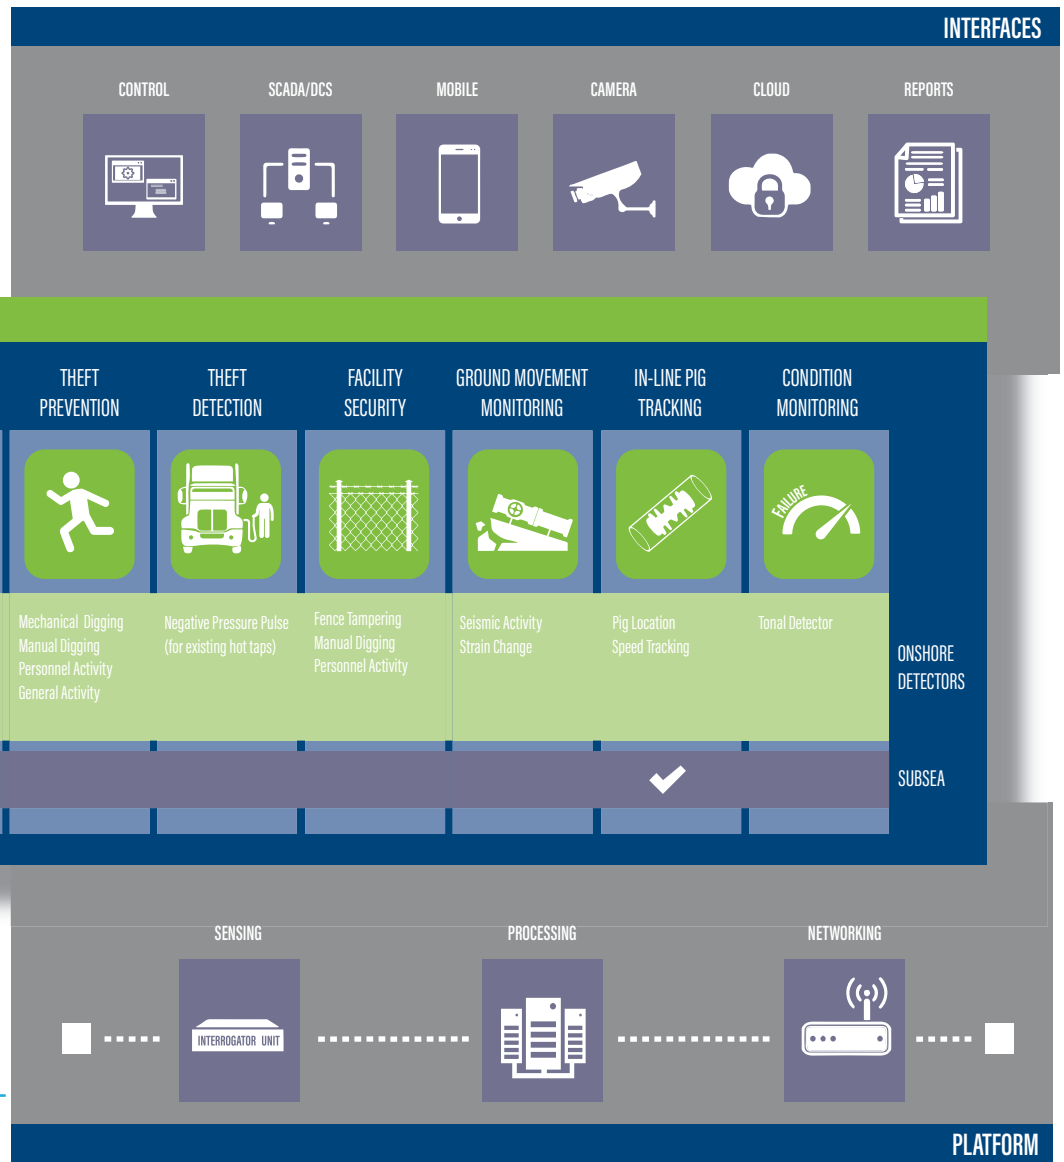 INTERFACES
CONTROL
SCADA/DCS
MOBILE
CAMERA
CLOUD
REPORTS
THEFT
PREVENTION
THEFT
DETECTION
FACILITY
SECURITY
GROUND MOVEMENT
MONITORING
IN-LINE PIG
TRACKING
CONDITION
MONITORING
FAILURE
Mechanical Digging
Manual Digging
Personnel Activity
General Activity
Negative Pressure Pulse
(for existing hot taps)
Fence Tampering
Manual Digging
Personnel Activity
Seismic Activity
Strain Change
Pig Location
Speed Tracking
Tonal Detector
ONSHORE
DETECTORS
SUBSEA
SENSING
PROCESSING
NETWORKING
INTERROGATOR UNIT
PLATFORM